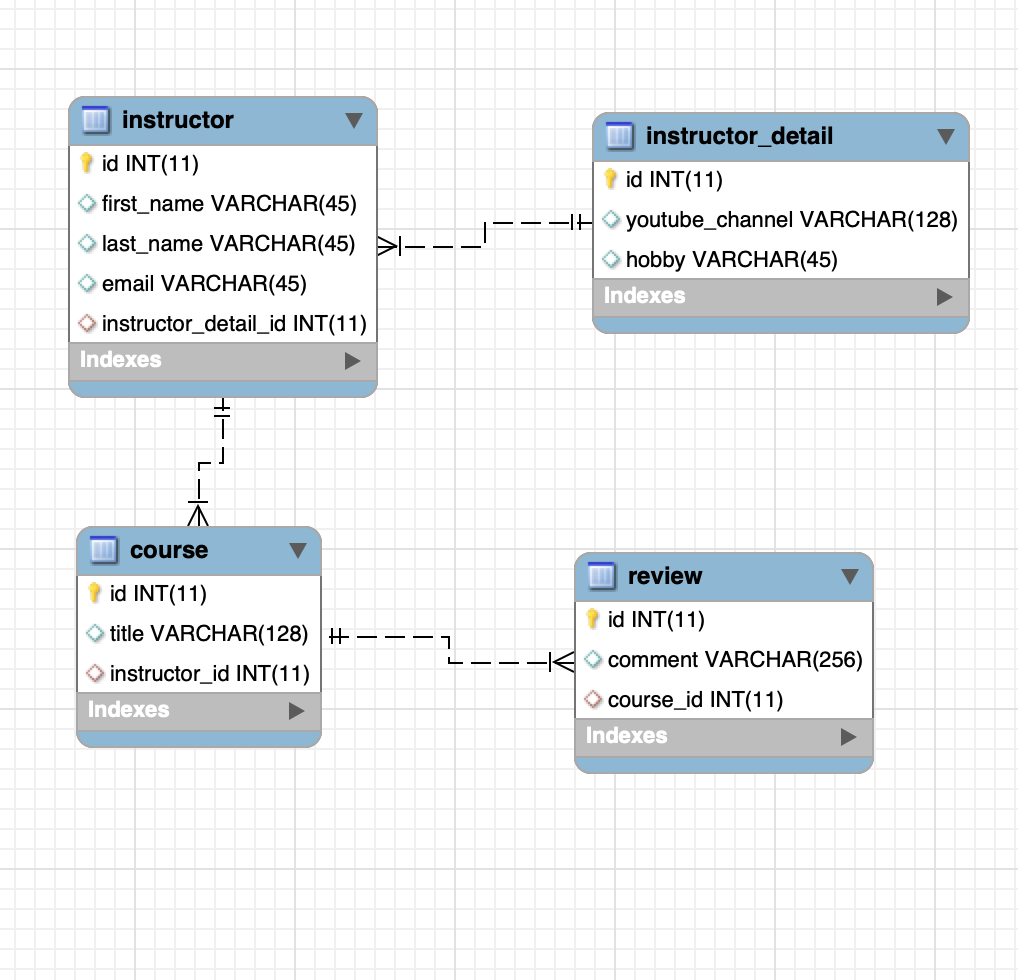 instructor
id INT(11)
first_name VARCHAR(45)
last_name VARCHAR(45)
email VARCHAR(45)
instructor_detail_id INT(11)
Indexes
instructor_detail
id INT(11)
youtube_channel VARCHAR(128)
hobby VARCHAR(45)
Indexes
course
id INT(11)
title VARCHAR(128)
instructor_id INT(11)
Indexes
review
id INT(11)
comment VARCHAR(256)
course_id INT(11)
Indexes